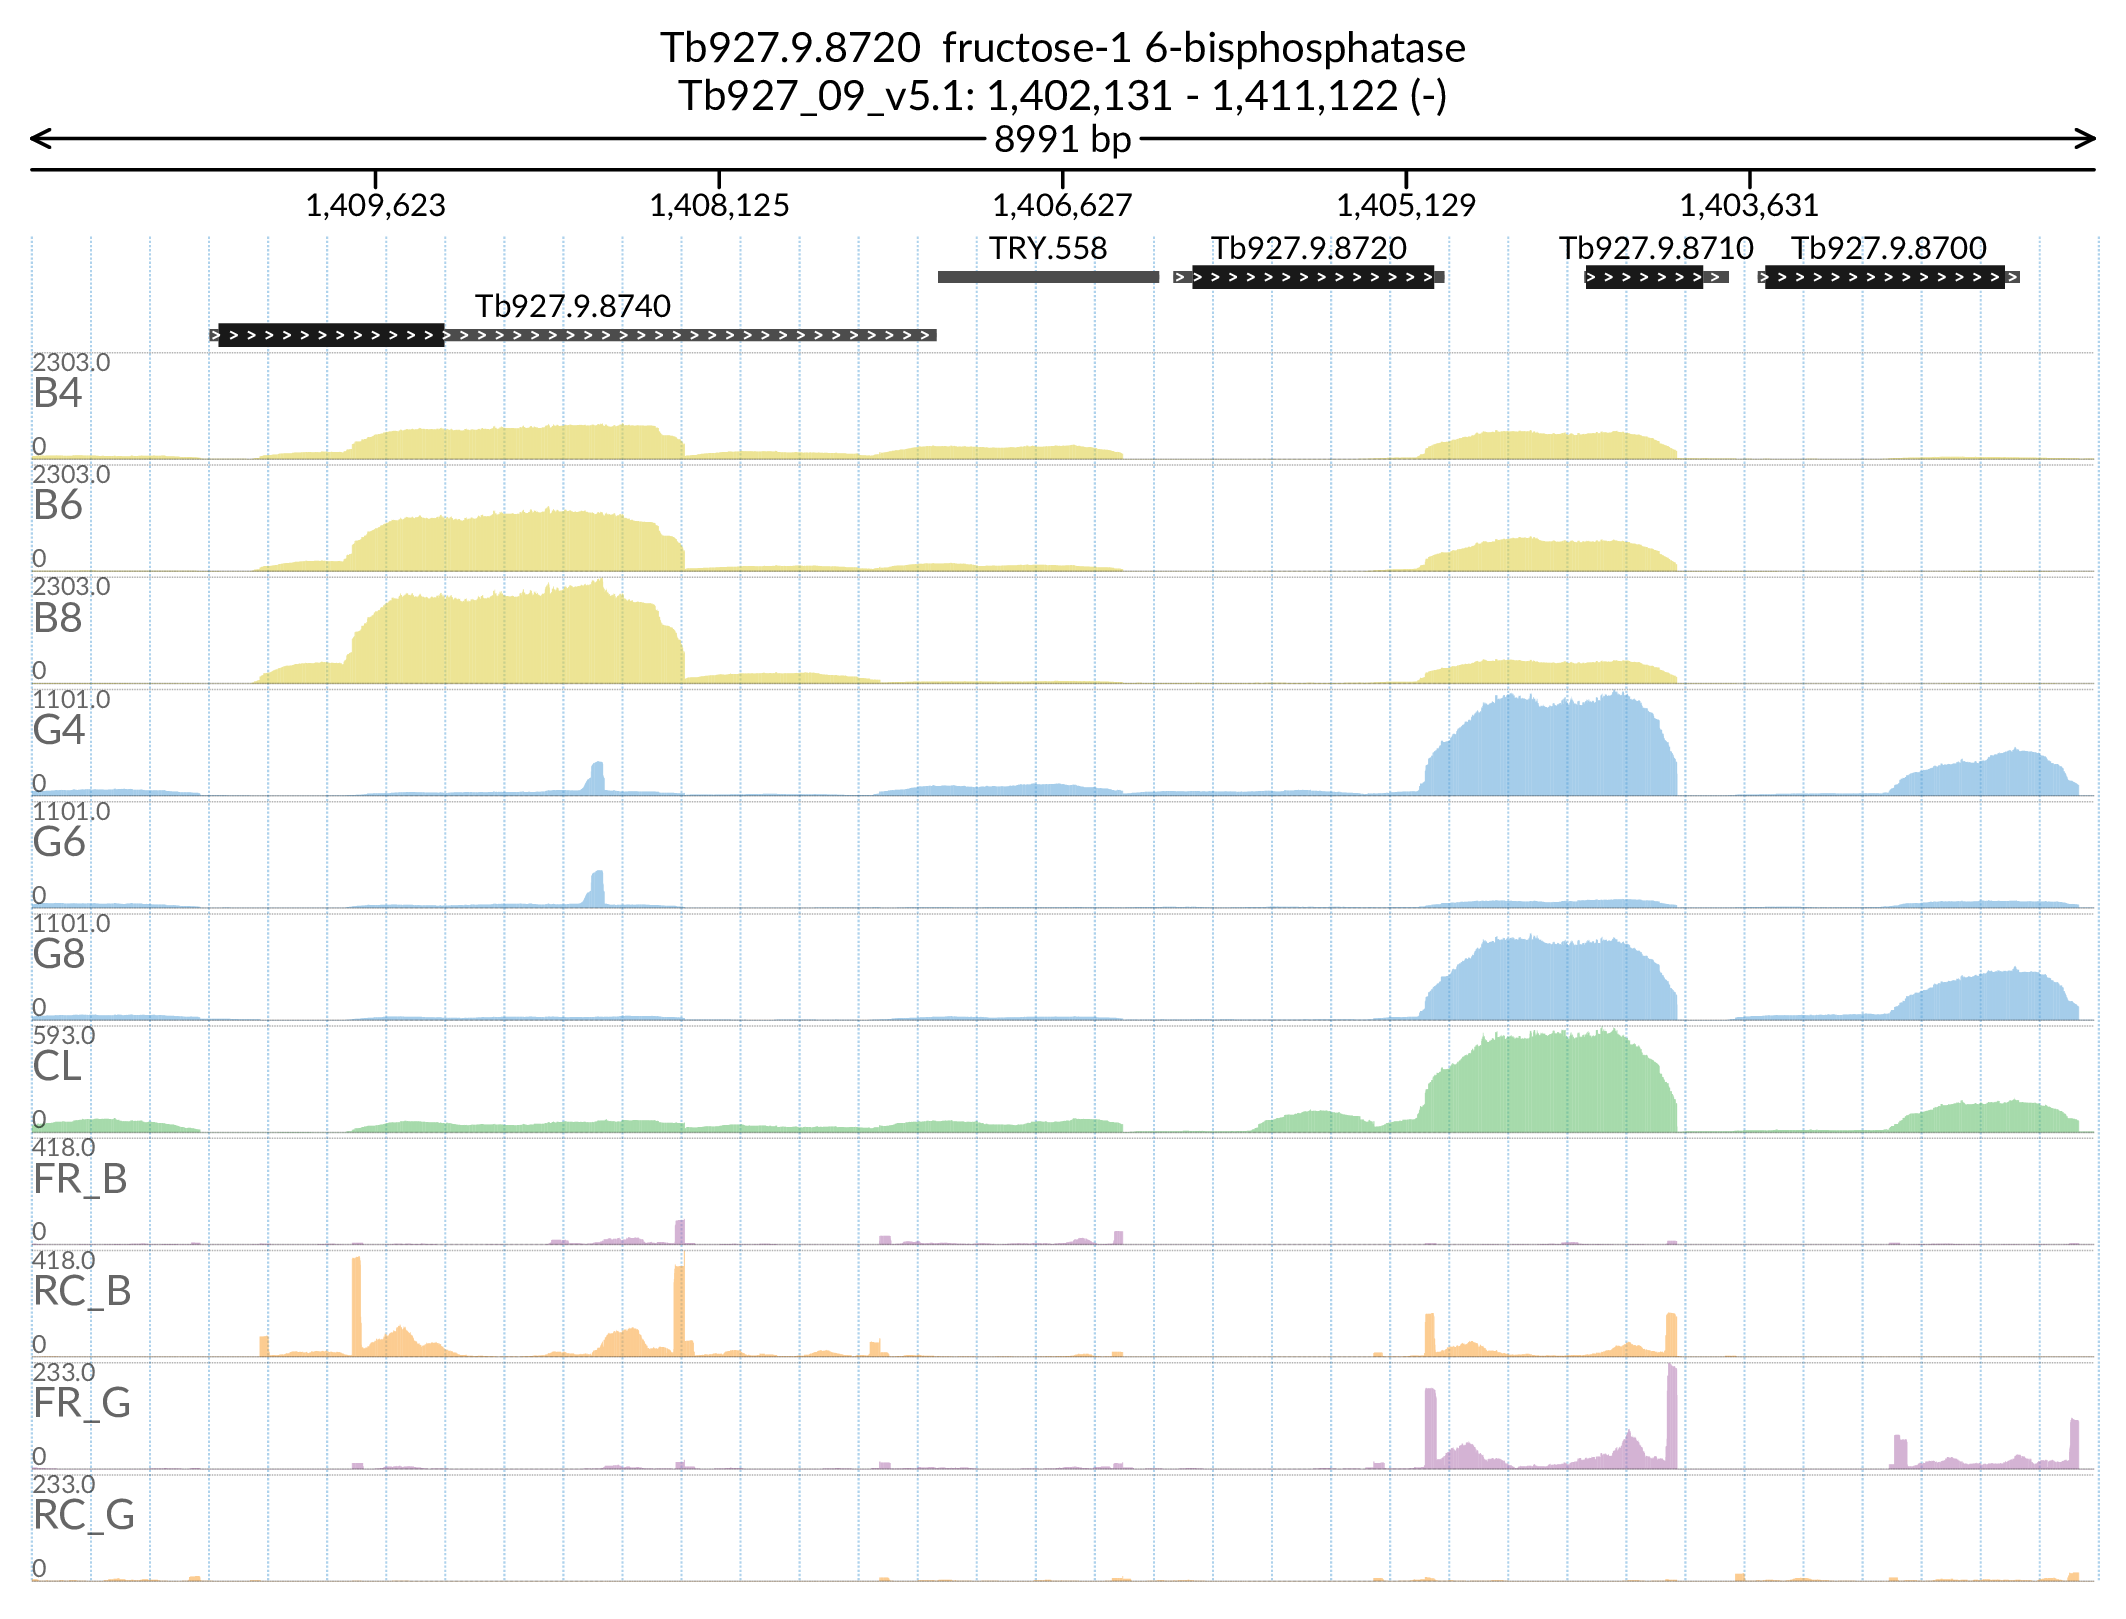 Tb927.9.8720 fructose-1 6-bisphosphatase
Tb927_09_v5.1: 1,402,131 - 1,411,122 (-)
8991 bp
1,409,623 1,408,125 1,406,627 1,405,129 1,403,631
TRY.558 Tb927.9.8720 Tb927.9.8710 Tb927.9.8700
Tb927.9.8740
2303.0
B4
0
2303.0
B6
0
2303.0
B8
0
1101.0
G4
0
1101.0
G6
0
1101.0
G8
0
593.0
CL
0
418.0
FR_B
0
418.0
RC_B
0
233.0
FR_G
0
233.0
RC_G
0